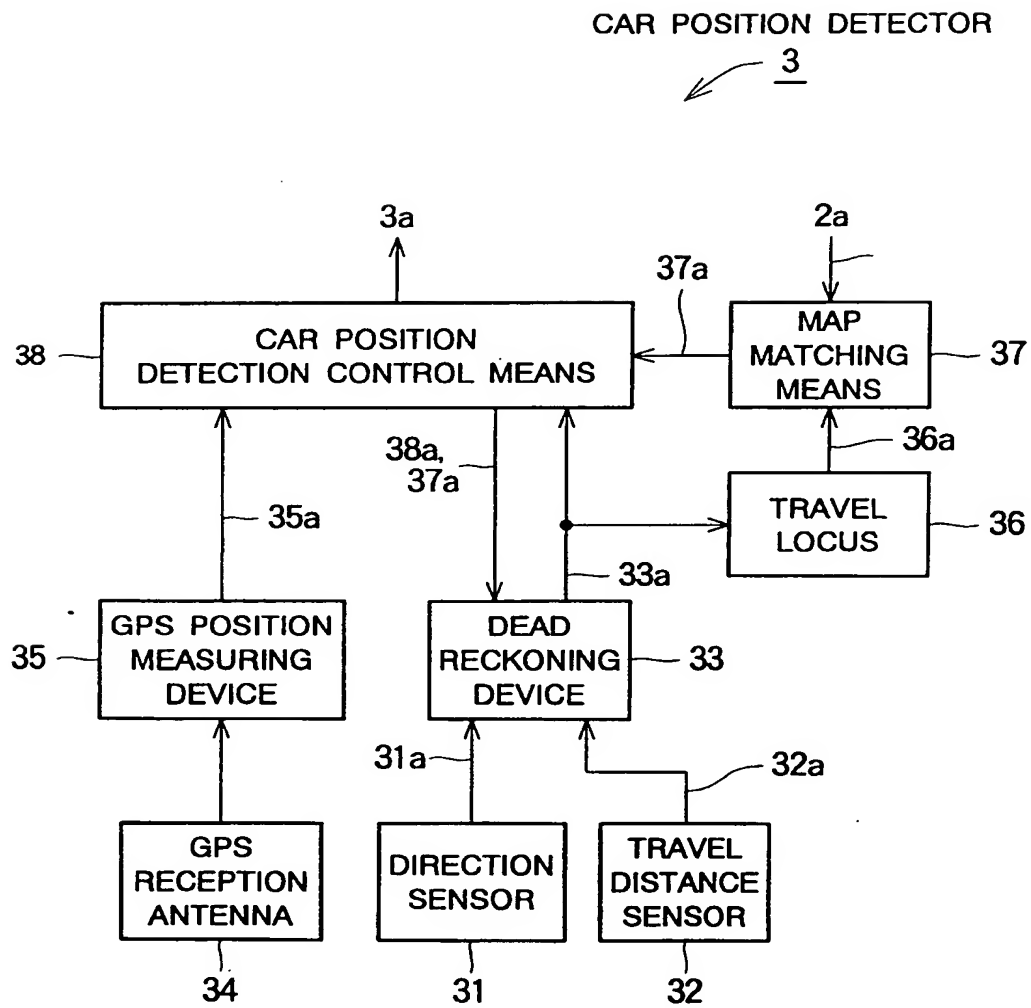 CAR POSITION DETECTOR
3
3a
2a
37a
38
CAR POSITION
DETECTION CONTROL MEANS
MAP
MATCHING
MEANS
37
38a,
37a
36a
35a
TRAVEL
LOCUS
36
33a
35
GPS POSITION
MEASURING
DEVICE
DEAD
RECKONING
DEVICE
33
31a
32a
GPS
RECEPTION
ANTENNA
DIRECTION
SENSOR
TRAVEL
DISTANCE
SENSOR
34
31
32